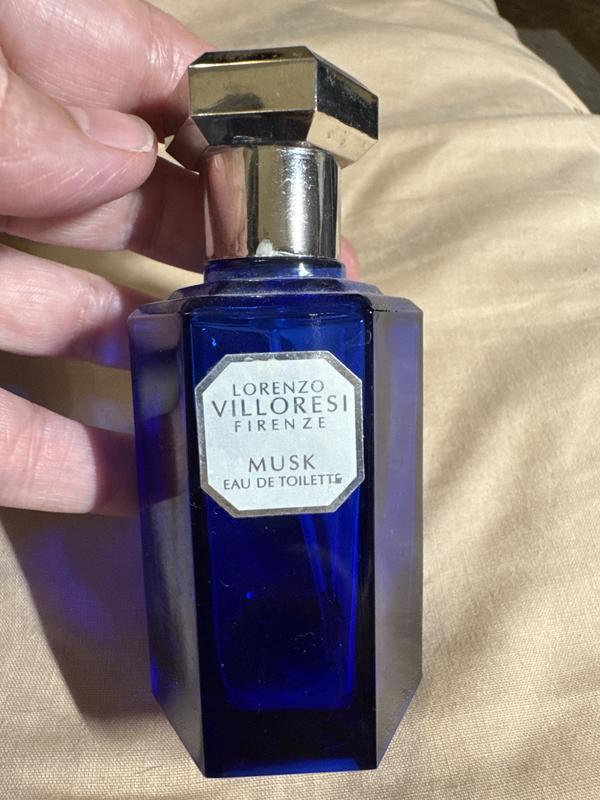 LORENZO
VILLORESI
FIRENZE
MUSK
EAU DE TOILETTE